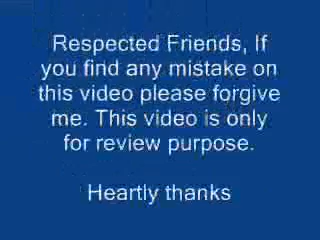 Respected Friends, If
you find any mistake on
this video please forgive
me. This video is only
for review purpose.
Heartly thanks